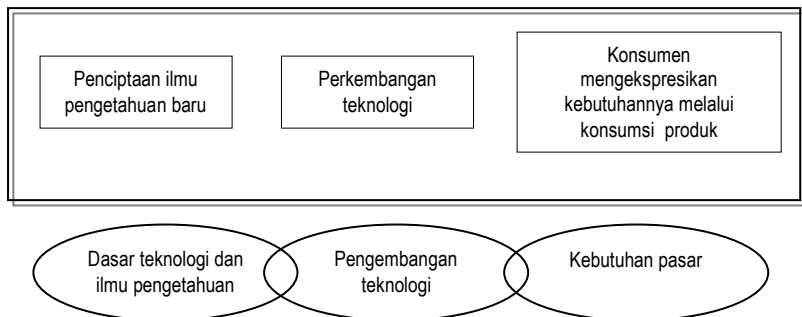 Penciptaan ilmu
pengetahuan baru
Perkembangan
teknologi
Konsumen
mengekspresikan
kebutuhannya melalui
konsumsi produk
Dasar teknologi dan
ilmu pengetahuan
Pengembangan
teknologi
Kebutuhan pasar